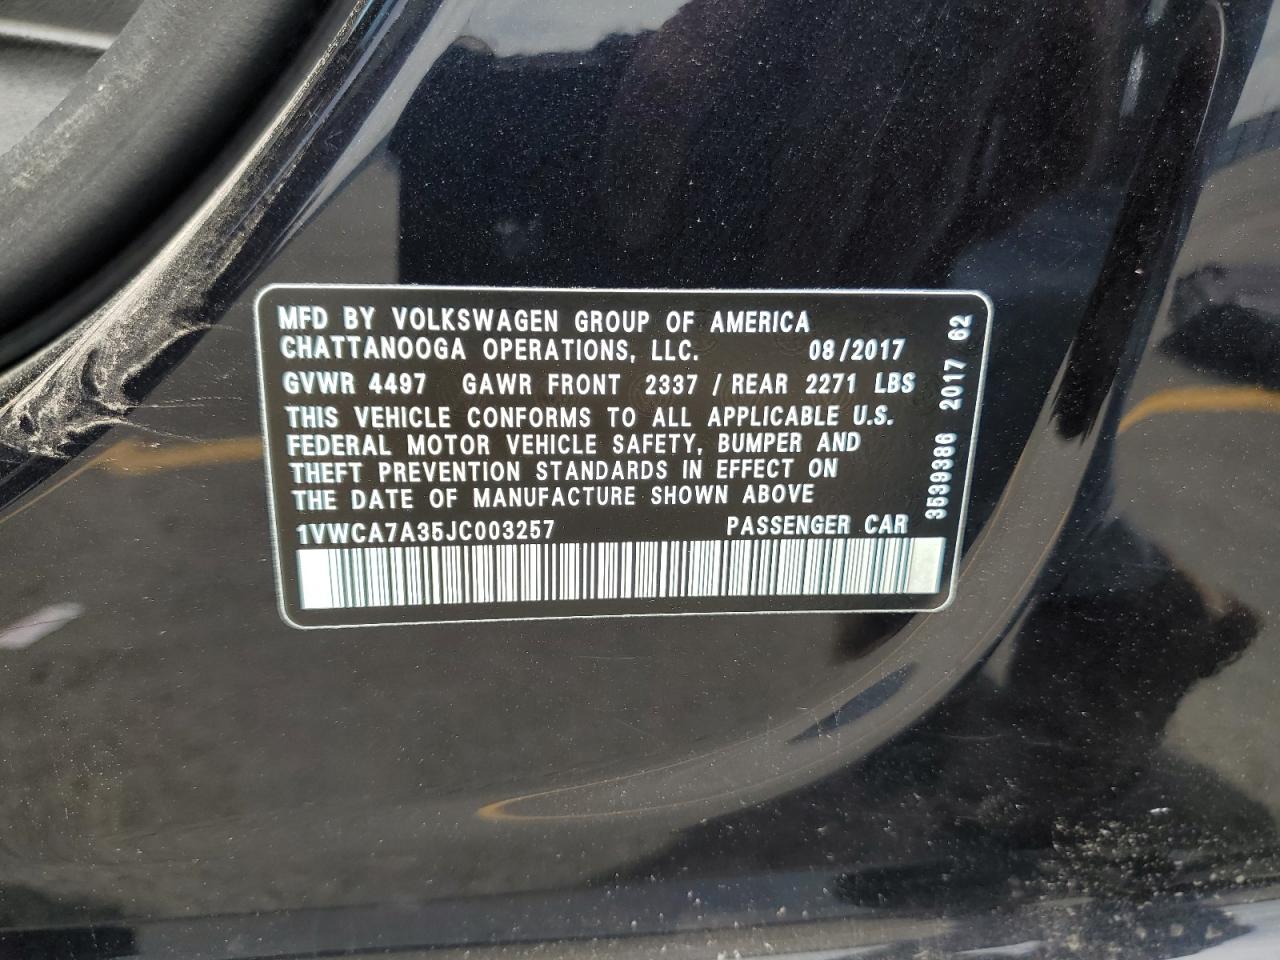 MFD BY VOLKSWAGEN GROUP OF AMERICA
CHATTANOOGA OPERATIONS, LLC. 08/2017
GVWR 4497 GAWR FRONT 2337 / REAR 2271 LBS
THIS VEHICLE CONFORMS TO ALL APPLICABLE U.S.
FEDERAL MOTOR VEHICLE SAFETY, BUMPER AND
THEFT PREVENTION STANDARDS IN EFFECT ON
THE DATE OF MANUFACTURE SHOWN ABOVE
1VWCA7A35JC003257 PASSENGER CAR
3539386 2017 62